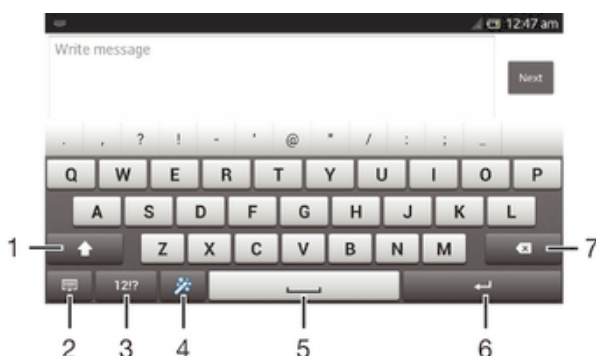 12:47 am
Write message
Next
. , ? ! - ' @ " / : ; _
Q W E R T Y U I O P
A S D F G H J K L
1 Z X C V B N M 7
12!?
2 3 4 5 6